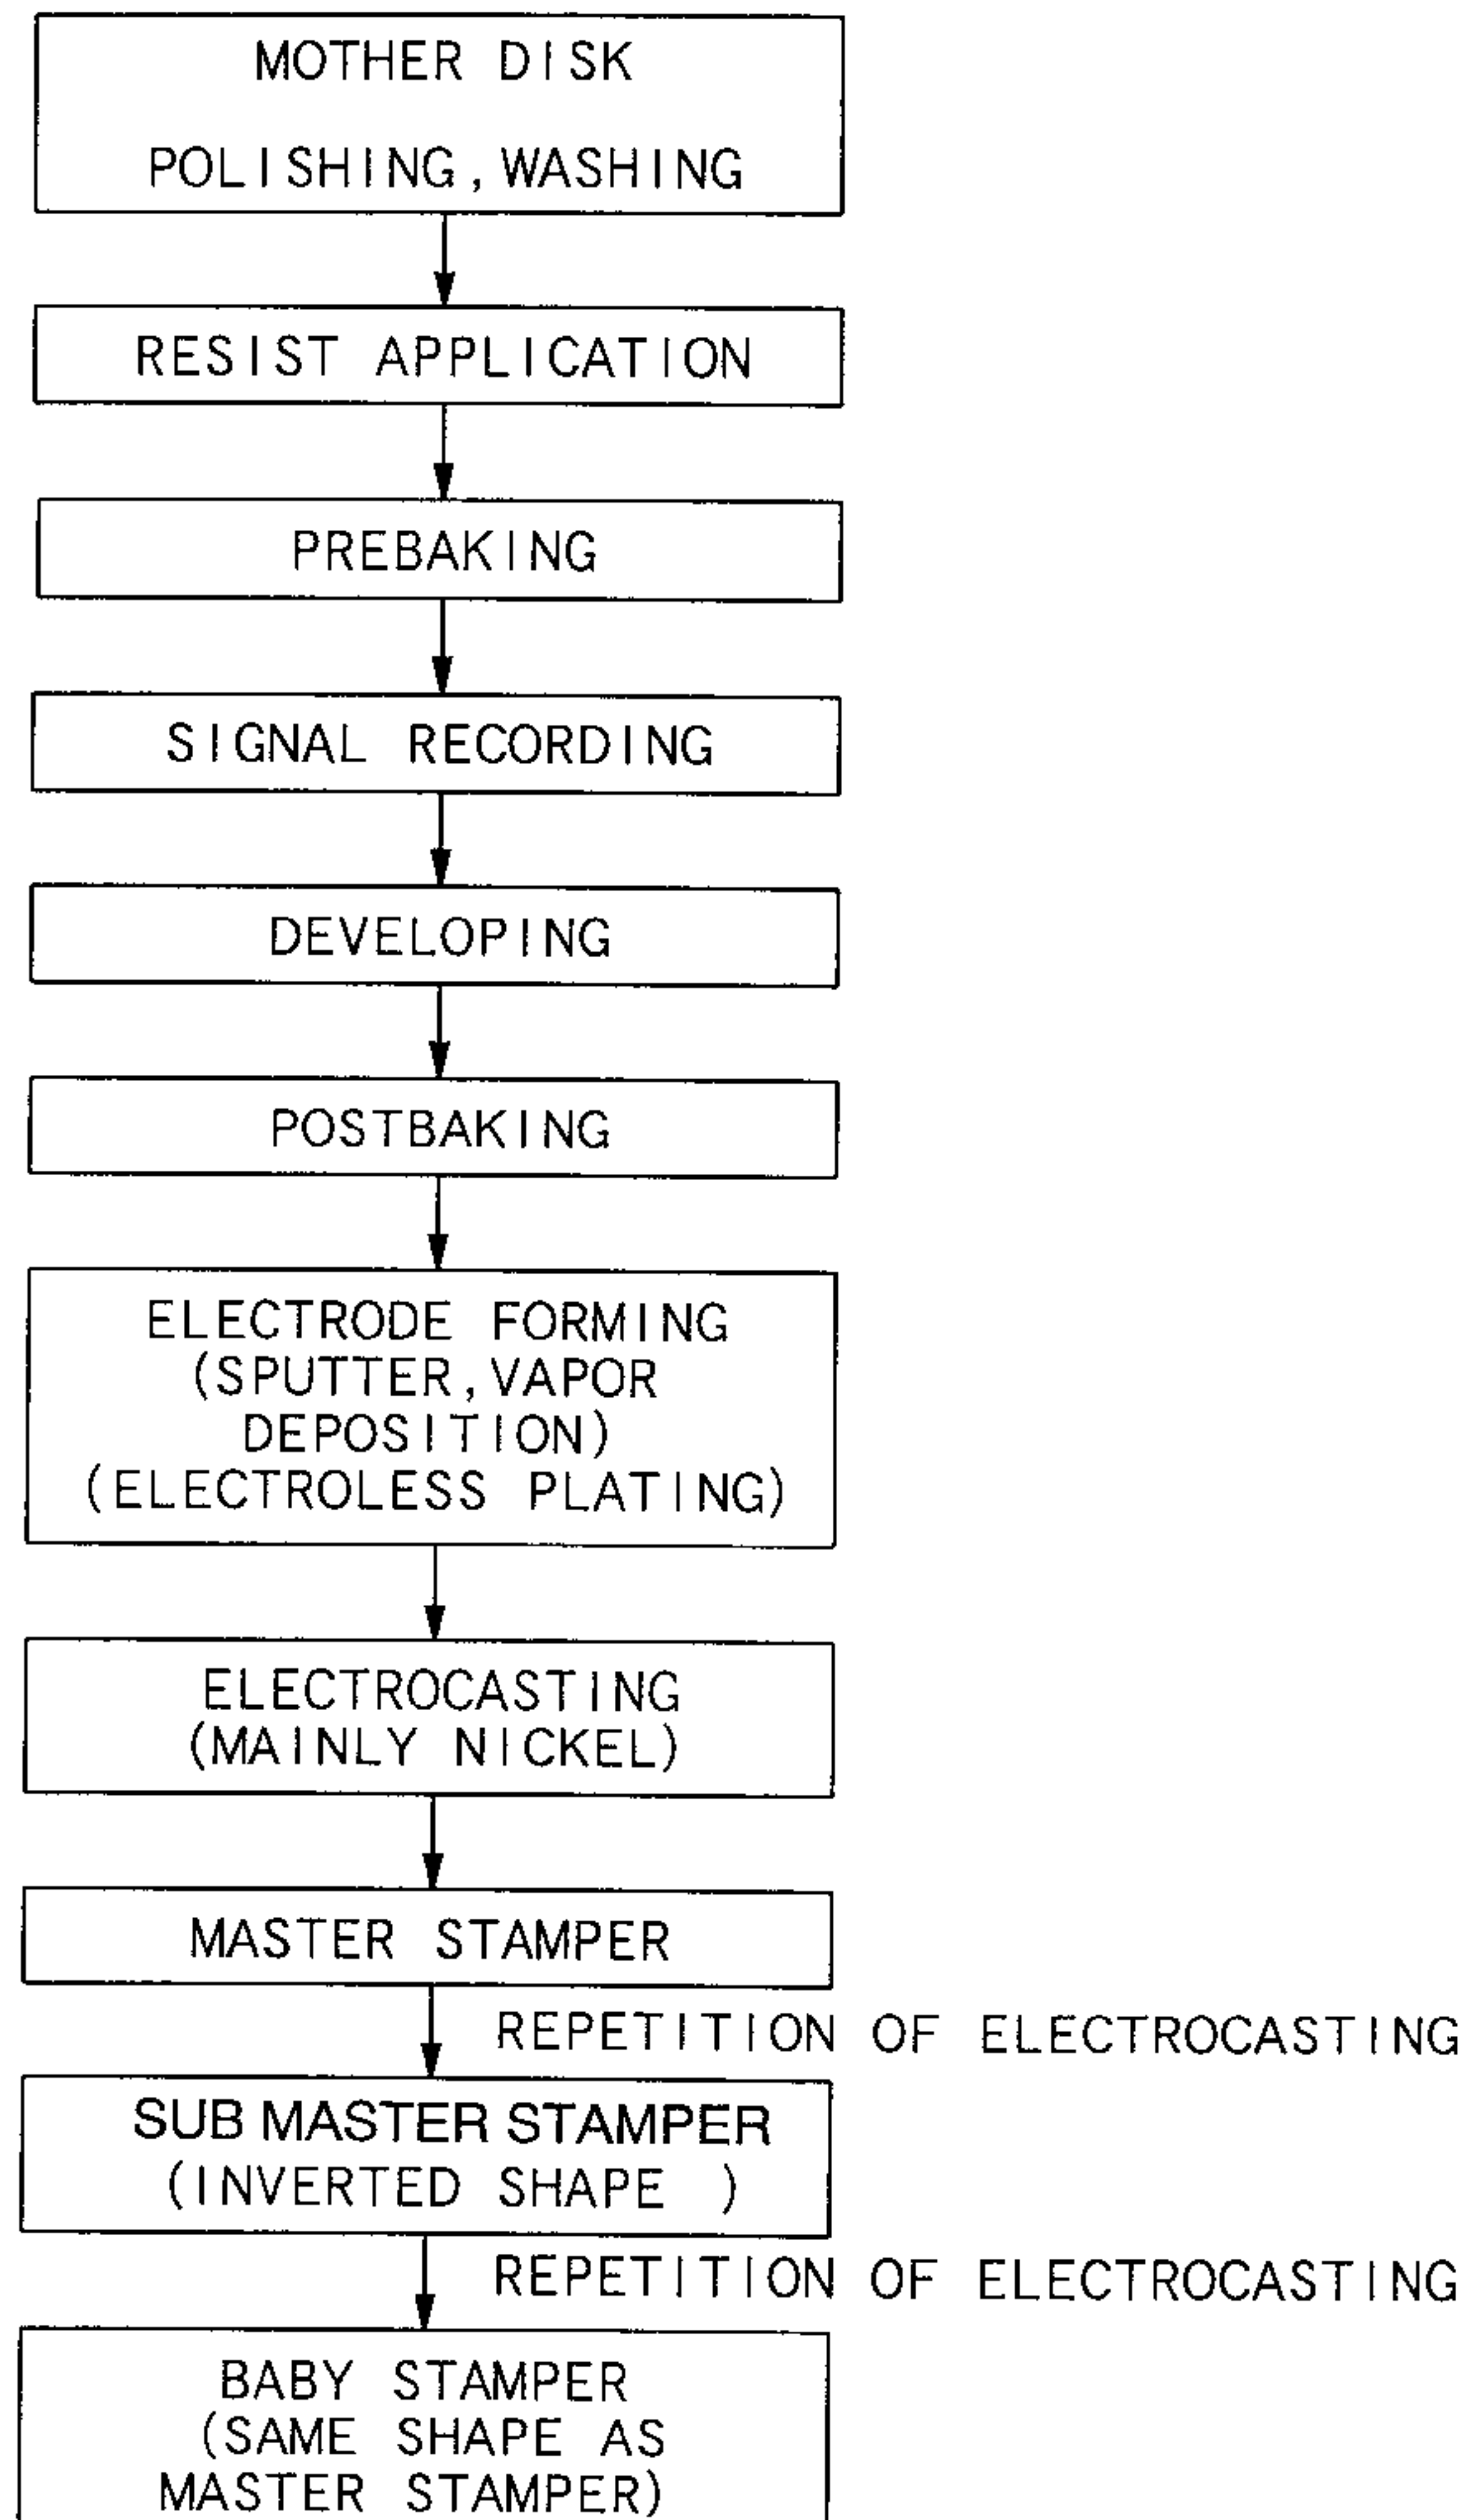 MOTHER DISK
POLISHING, WASHING
RESIST APPLICATION
PREBAKING
SIGNAL RECORDING
DEVELOPING
POSTBAKING
ELECTRODE FORMING
(SPUTTER, VAPOR
DEPOSITION)
(ELECTROLESS PLATING)
ELECTROCASTING
(MAINLY NICKEL)
MASTER STAMPER
REPETITION OF ELECTROCASTING
SUB MASTER STAMPER
(INVERTED SHAPE )
REPETITION OF ELECTROCASTING
BABY STAMPER
(SAME SHAPE AS
MASTER STAMPER)